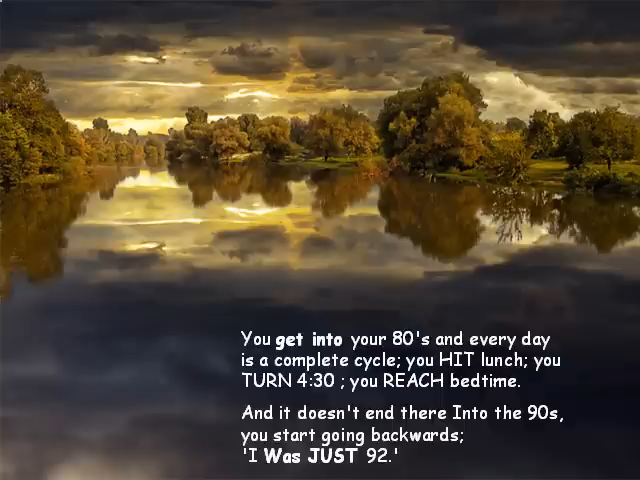 You get into your 80's and every day
is a complete cycle; you HIT lunch; you
TURN 4:30 ; you REACH bedtime.
And it doesn't end there Into the 90s,
you start going backwards;
'I Was JUST 92.'